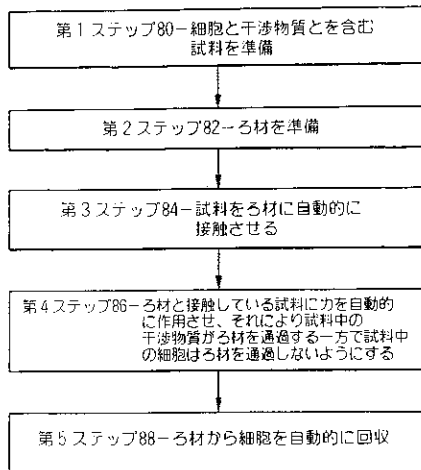 第1ステップ80－細胞と干渉物質とを含む
試料を準備
第2ステップ82－ろ材を準備
第3ステップ84－試料をろ材に自動的に
接触させる
第4ステップ86－ろ材と接触している試料に力を自動的
に作用させ、それにより試料中の
干渉物質がろ材を通過する一方で試料中
の細胞はろ材を通過しないようにする
第5ステップ88－ろ材から細胞を自動的に回収